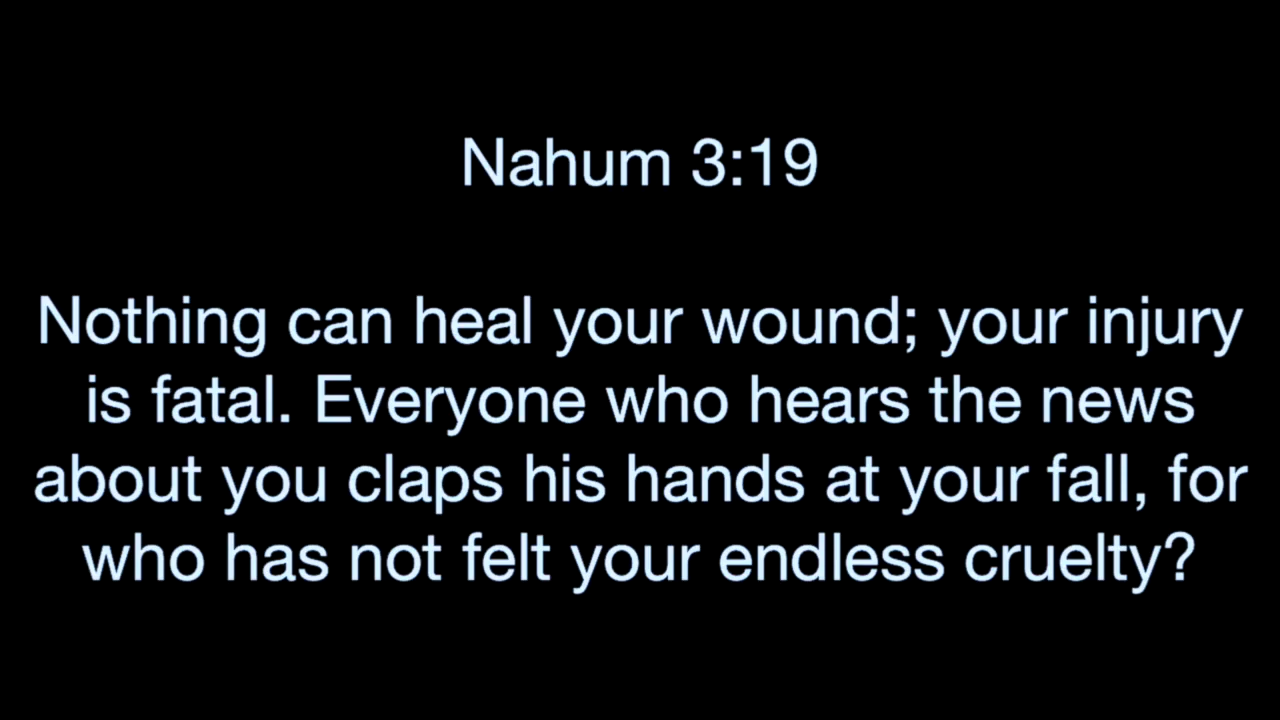 Nahum 3:19
Nothing can heal your wound; your injury
is fatal. Everyone who hears the news
about you claps his hands at your fall, for
who has not felt your endless cruelty?